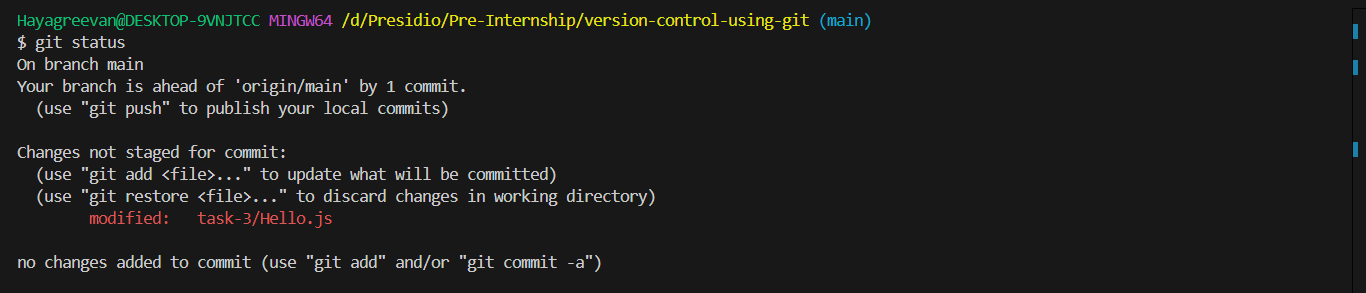 Hayagreevan@DESKTOP-9VNJTCC MINGW64 /d/Presidio/Pre-Internship/version-control-using-git (main)
$ git status
On branch main
Your branch is ahead of 'origin/main' by 1 commit.
  (use "git push" to publish your local commits)

Changes not staged for commit:
  (use "git add <file>..." to update what will be committed)
  (use "git restore <file>..." to discard changes in working directory)
        modified:   task-3/Hello.js

no changes added to commit (use "git add" and/or "git commit -a")